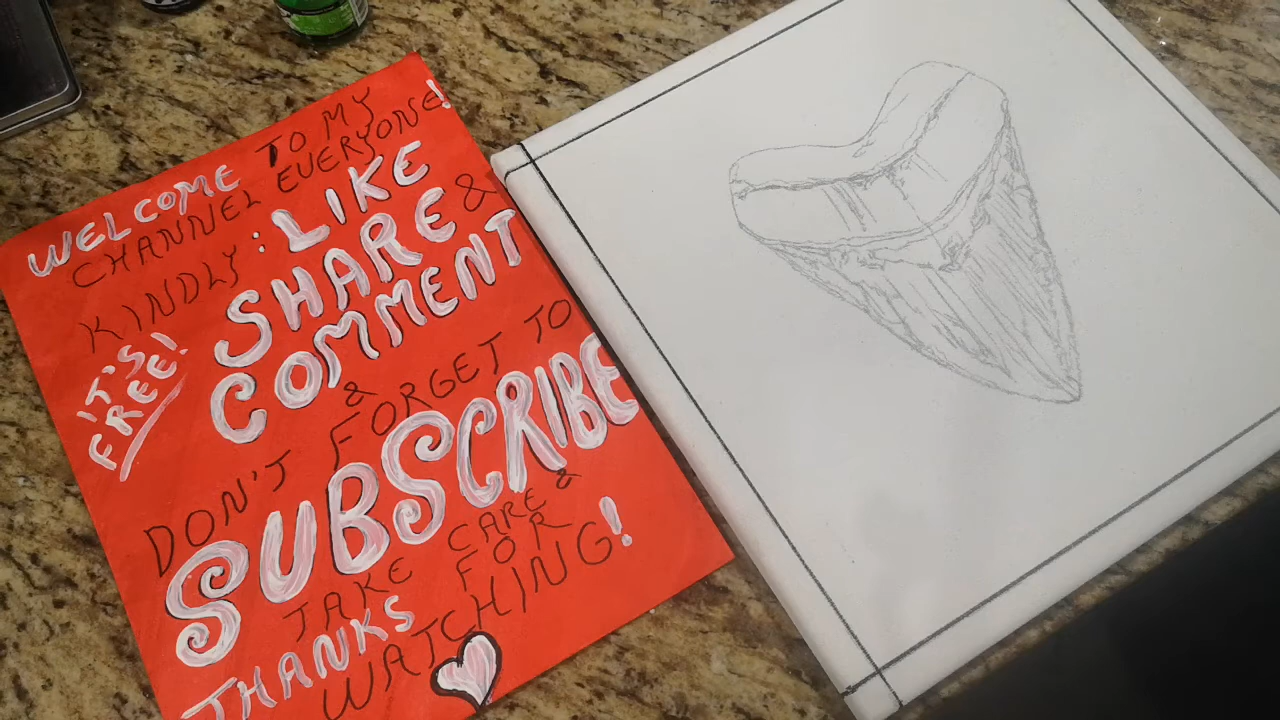 WELCOME TO MY
CHANNEL EVERYONE!
KINDLY: LIKE
SHARE &
COMMENT
IT'S
FREE!
&
DON'T FORGET TO
SUBSCRIBE
TAKE CARE &
THANKS FOR
WATCHING!